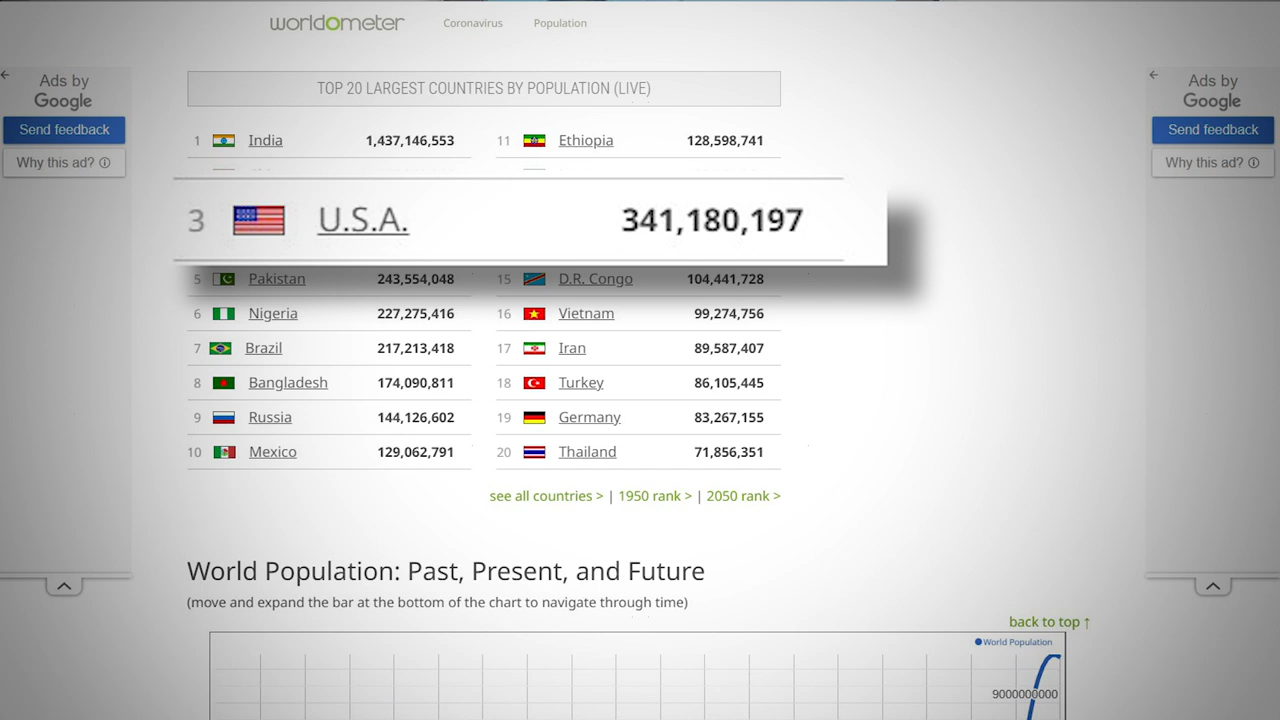 worldometer
Coronavirus
Population
Ads by
Google
Send feedback
Why this ad?
Ads by
Google
Send feedback
Why this ad?
TOP 20 LARGEST COUNTRIES BY POPULATION (LIVE)
1 India 1,437,146,553
11 Ethiopia 128,598,741
3 U.S.A. 341,180,197
5 Pakistan 243,554,048
15 D.R. Congo 104,441,728
6 Nigeria 227,275,416
16 Vietnam 99,274,756
7 Brazil 217,213,418
17 Iran 89,587,407
8 Bangladesh 174,090,811
18 Turkey 86,105,445
9 Russia 144,126,602
19 Germany 83,267,155
10 Mexico 129,062,791
20 Thailand 71,856,351
see all countries > | 1950 rank > | 2050 rank >
World Population: Past, Present, and Future
(move and expand the bar at the bottom of the chart to navigate through time)
back to top ↑
World Population
9000000000